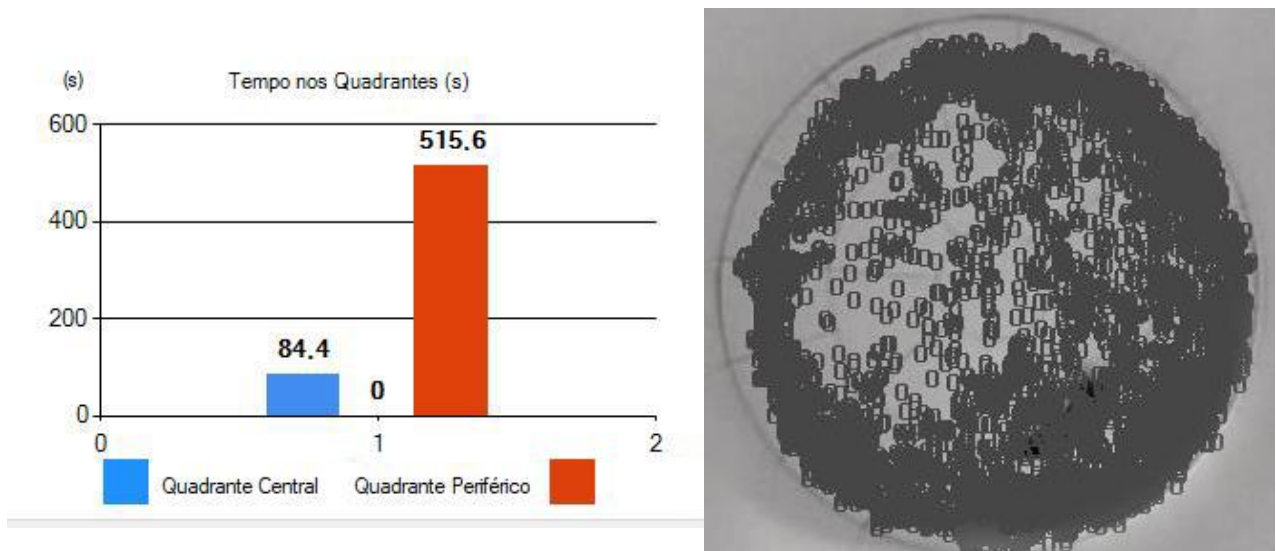 (s) Tempo nos Quadrantes (s)
600
515.6
400
200
84.4
0
0
0 1 2
Quadrante Central Quadrante Periférico